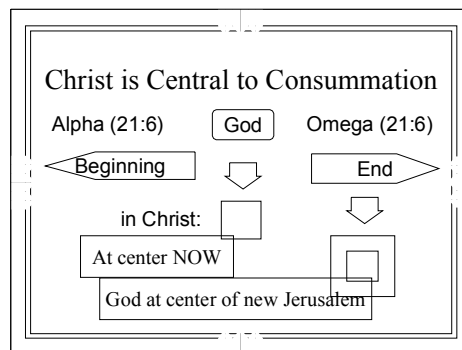 Christ is Central to Consummation
Alpha (21:6) God Omega (21:6)
Beginning End
in Christ:
At center NOW
God at center of new Jerusalem